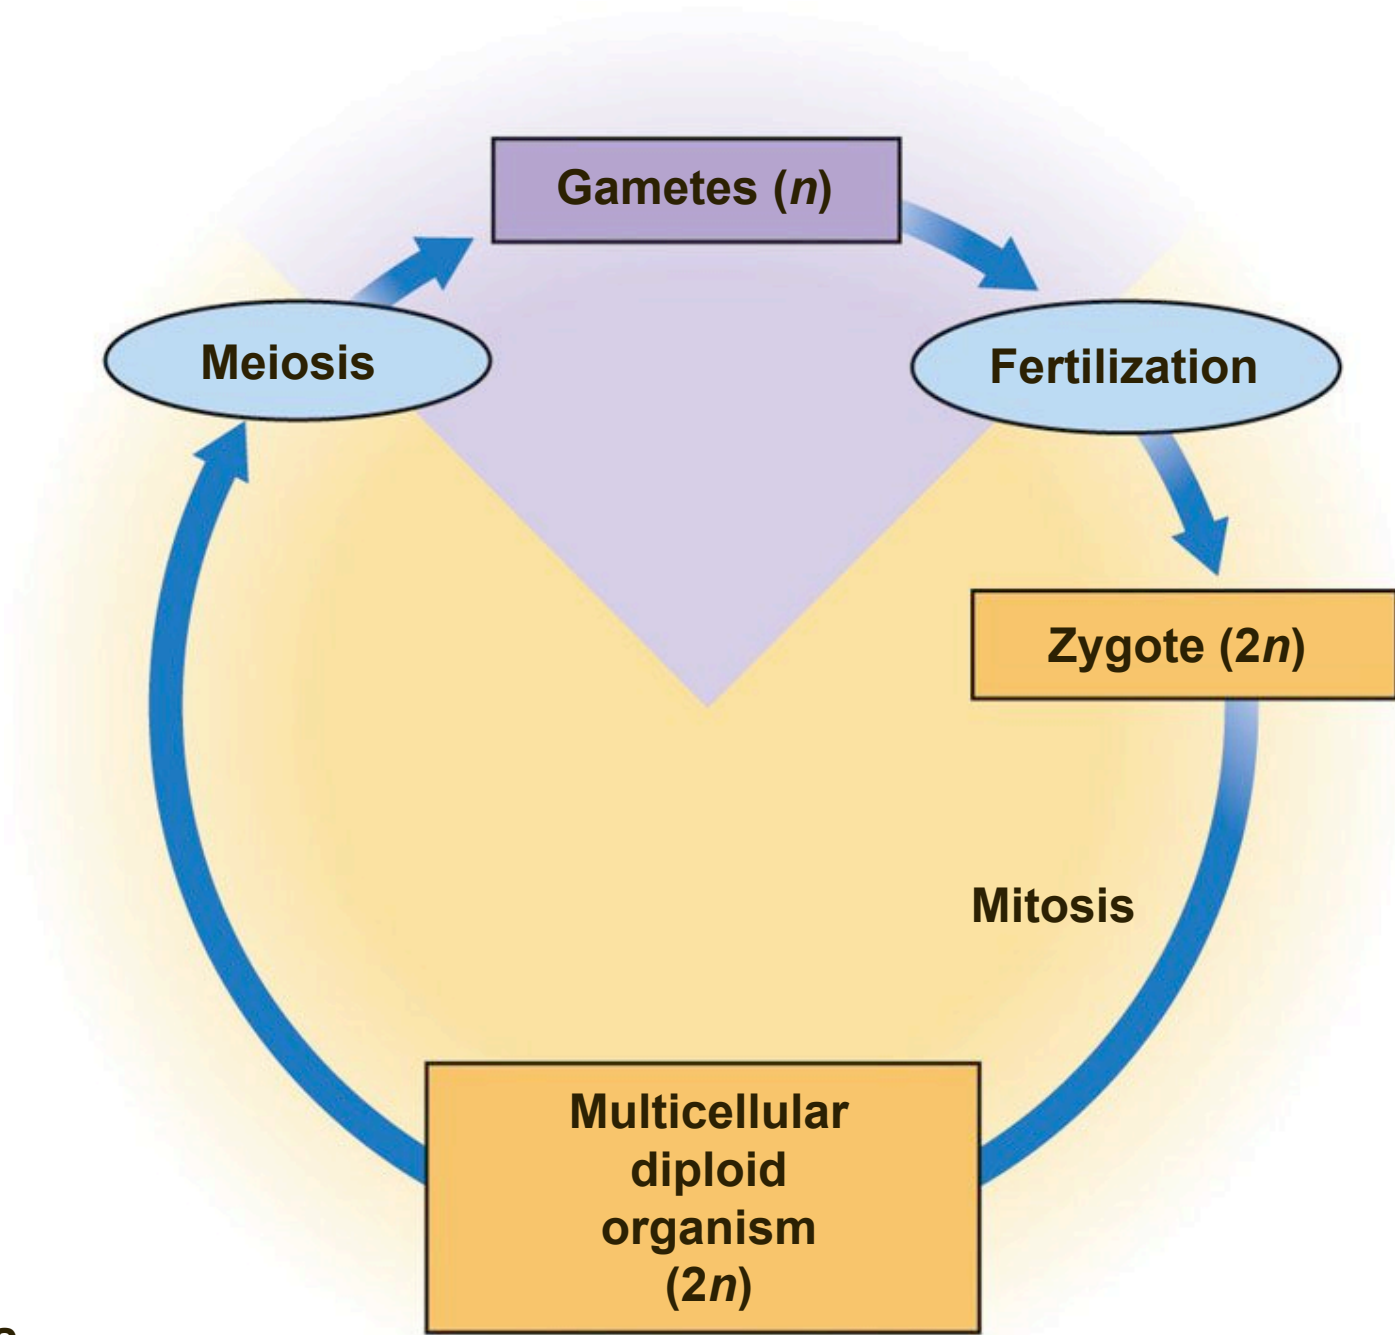 Gametes (n)
Meiosis
Fertilization
Zygote (2n)
Mitosis
Multicellular
diploid
organism
(2n)